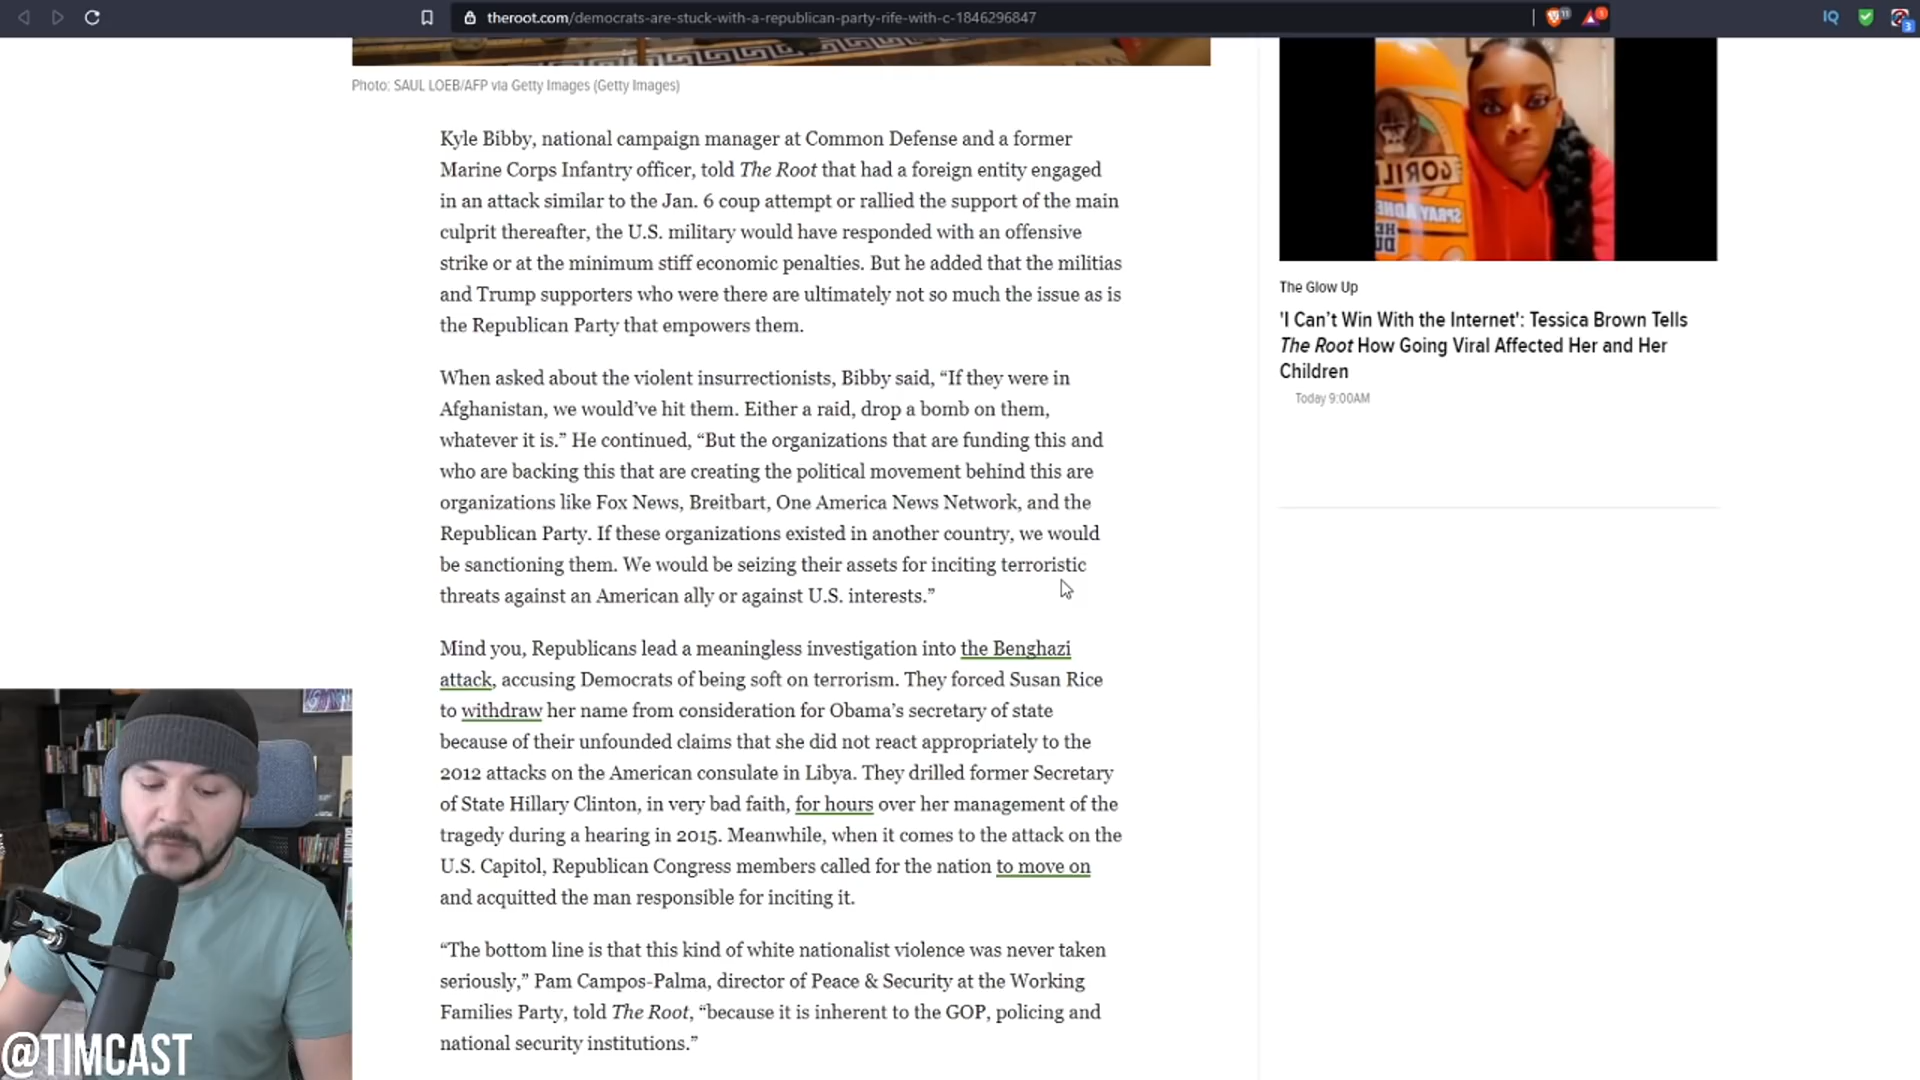 theroot.com/democrats-are-stuck-with-a-republican-party-rife-with-c-1846296847
11
1
IQ
3
Photo: SAUL LOEB/AFP via Getty Images (Getty Images)
Kyle Bibby, national campaign manager at Common Defense and a former
Marine Corps Infantry officer, told The Root that had a foreign entity engaged
in an attack similar to the Jan. 6 coup attempt or rallied the support of the main
culprit thereafter, the U.S. military would have responded with an offensive
strike or at the minimum stiff economic penalties. But he added that the militias
and Trump supporters who were there are ultimately not so much the issue as is
the Republican Party that empowers them.
When asked about the violent insurrectionists, Bibby said, “If they were in
Afghanistan, we would’ve hit them. Either a raid, drop a bomb on them,
whatever it is.” He continued, “But the organizations that are funding this and
who are backing this that are creating the political movement behind this are
organizations like Fox News, Breitbart, One America News Network, and the
Republican Party. If these organizations existed in another country, we would
be sanctioning them. We would be seizing their assets for inciting terroristic
threats against an American ally or against U.S. interests.”
Mind you, Republicans lead a meaningless investigation into the Benghazi
attack, accusing Democrats of being soft on terrorism. They forced Susan Rice
to withdraw her name from consideration for Obama’s secretary of state
because of their unfounded claims that she did not react appropriately to the
2012 attacks on the American consulate in Libya. They drilled former Secretary
of State Hillary Clinton, in very bad faith, for hours over her management of the
tragedy during a hearing in 2015. Meanwhile, when it comes to the attack on the
U.S. Capitol, Republican Congress members called for the nation to move on
and acquitted the man responsible for inciting it.
“The bottom line is that this kind of white nationalist violence was never taken
seriously,” Pam Campos-Palma, director of Peace & Security at the Working
Families Party, told The Root, “because it is inherent to the GOP, policing and
national security institutions.”
GORIL
SPRAY ADHE
HE
DU
The Glow Up
'I Can’t Win With the Internet': Tessica Brown Tells
The Root How Going Viral Affected Her and Her
Children
Today 9:00AM
@TIMCAST